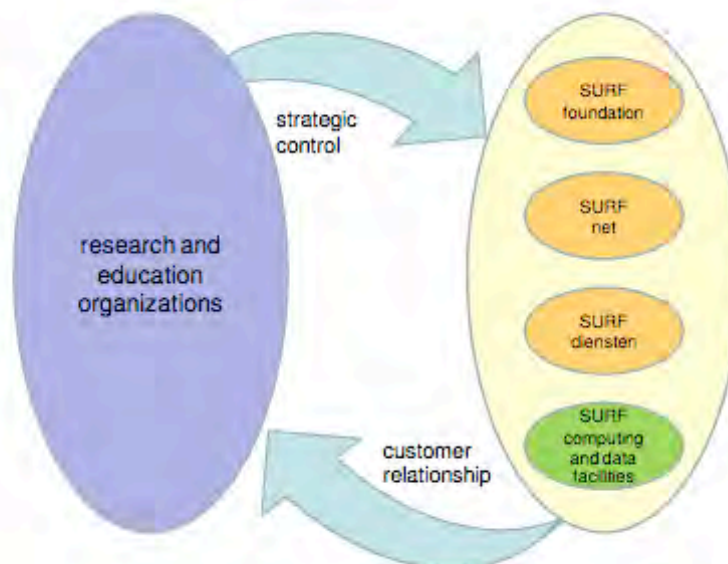 strategic
control
research and
education
organizations
customer
relationship
SURF
foundation
SURF
net
SURF
diensten
SURF
computing
and data
facilities